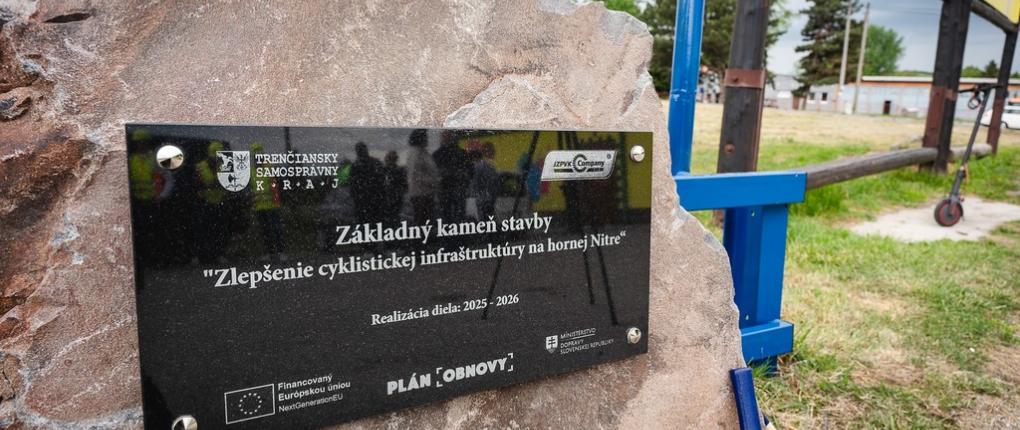 TRENČIANSKY
SAMOSPRÁVNY
K•R•A•J
IZPVK Company
Základný kameň stavby
"Zlepšenie cyklistickej infraštruktúry na hornej Nitre“
Realizácia diela: 2025 - 2026
MINISTERSTVO
DOPRAVY
SLOVENSKEJ REPUBLIKY
PLÁN [OBNOVY]
Financovaný
Európskou úniou
NextGenerationEU